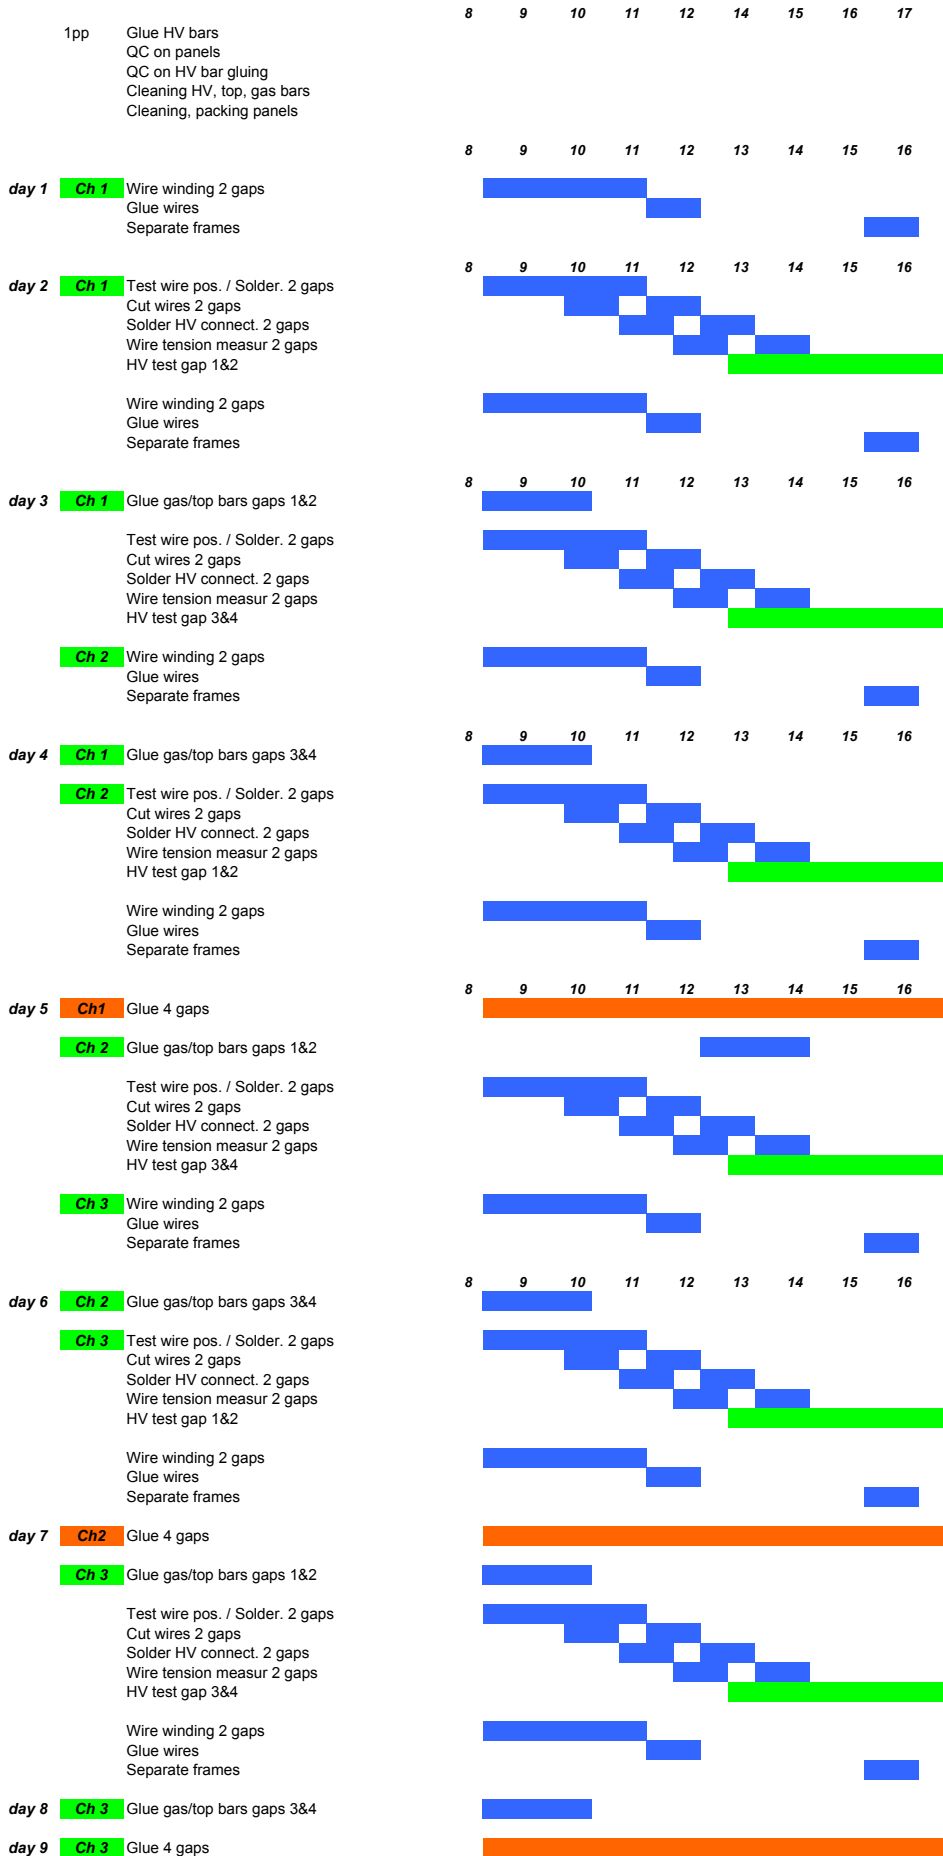 8 9 10 11 12 13 14 15 16 17
1pp Glue HV bars
QC on panels
QC on HV bar gluing
Cleaning HV, top, gas bars
Cleaning, packing panels
8 9 10 11 12 13 14 15 16
day 1 Ch 1 Wire winding 2 gaps
Glue wires
Separate frames
8 9 10 11 12 13 14 15 16
day 2 Ch 1 Test wire pos. / Solder. 2 gaps
Cut wires 2 gaps
Solder HV connect. 2 gaps
Wire tension measur 2 gaps
HV test gap 1&2
Wire winding 2 gaps
Glue wires
Separate frames
8 9 10 11 12 13 14 15 16
day 3 Ch 1 Glue gas/top bars gaps 1&2
Test wire pos. / Solder. 2 gaps
Cut wires 2 gaps
Solder HV connect. 2 gaps
Wire tension measur 2 gaps
HV test gap 3&4
Ch 2 Wire winding 2 gaps
Glue wires
Separate frames
8 9 10 11 12 13 14 15 16
day 4 Ch 1 Glue gas/top bars gaps 3&4
Ch 2 Test wire pos. / Solder. 2 gaps
Cut wires 2 gaps
Solder HV connect. 2 gaps
Wire tension measur 2 gaps
HV test gap 1&2
Wire winding 2 gaps
Glue wires
Separate frames
8 9 10 11 12 13 14 15 16
day 5 Ch1 Glue 4 gaps
Ch 2 Glue gas/top bars gaps 1&2
Test wire pos. / Solder. 2 gaps
Cut wires 2 gaps
Solder HV connect. 2 gaps
Wire tension measur 2 gaps
HV test gap 3&4
Ch 3 Wire winding 2 gaps
Glue wires
Separate frames
8 9 10 11 12 13 14 15 16
day 6 Ch 2 Glue gas/top bars gaps 3&4
Ch 3 Test wire pos. / Solder. 2 gaps
Cut wires 2 gaps
Solder HV connect. 2 gaps
Wire tension measur 2 gaps
HV test gap 1&2
Wire winding 2 gaps
Glue wires
Separate frames
day 7 Ch2 Glue 4 gaps
Ch 3 Glue gas/top bars gaps 1&2
Test wire pos. / Solder. 2 gaps
Cut wires 2 gaps
Solder HV connect. 2 gaps
Wire tension measur 2 gaps
HV test gap 3&4
Wire winding 2 gaps
Glue wires
Separate frames
day 8 Ch 3 Glue gas/top bars gaps 3&4
day 9 Ch 3 Glue 4 gaps